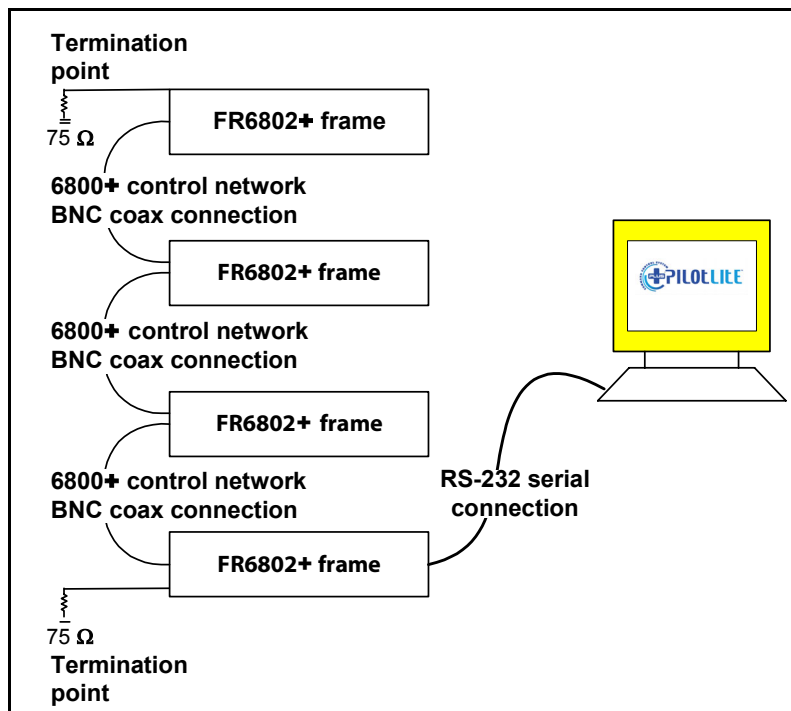 Termination
point
75 Ω
FR6802+ frame
6800+ control network
BNC coax connection
FR6802+ frame
6800+ control network
BNC coax connection
FR6802+ frame
6800+ control network
BNC coax connection
FR6802+ frame
75 Ω
Termination
point
RS-232 serial
connection
PILOTLITE